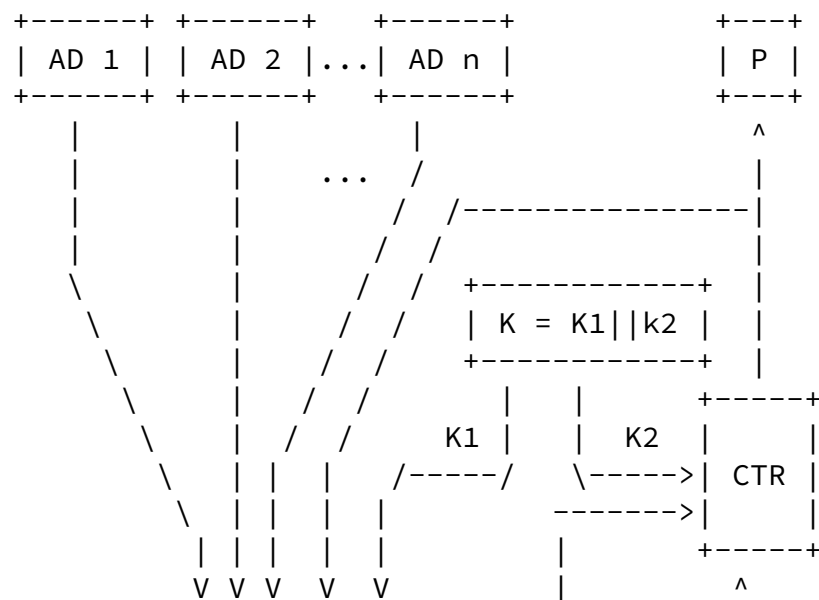 +------+ +------+   +------+            +---+
| AD 1 | | AD 2 |...| AD n |            | P |
+------+ +------+   +------+            +---+
   |        |         |                   ^
   |        |    ...  /                   |
   |        |        /  /----------------|
   |        |       /  /                  |
   \        |      /  /  +------------+   |
    \       |     /  /   | K = K1||k2 |   |
     \      |    /  /    +------------+   |
      \     |   /  /       |   |      +-----+
       \    |  /  /     K1 |   |  K2  |     |
        \   | |  |   /-----/   \----->| CTR |
         \  | |  |  |         ------->|     |
          | | |  |  |         |       +-----+
          V V V  V  V         |         ^